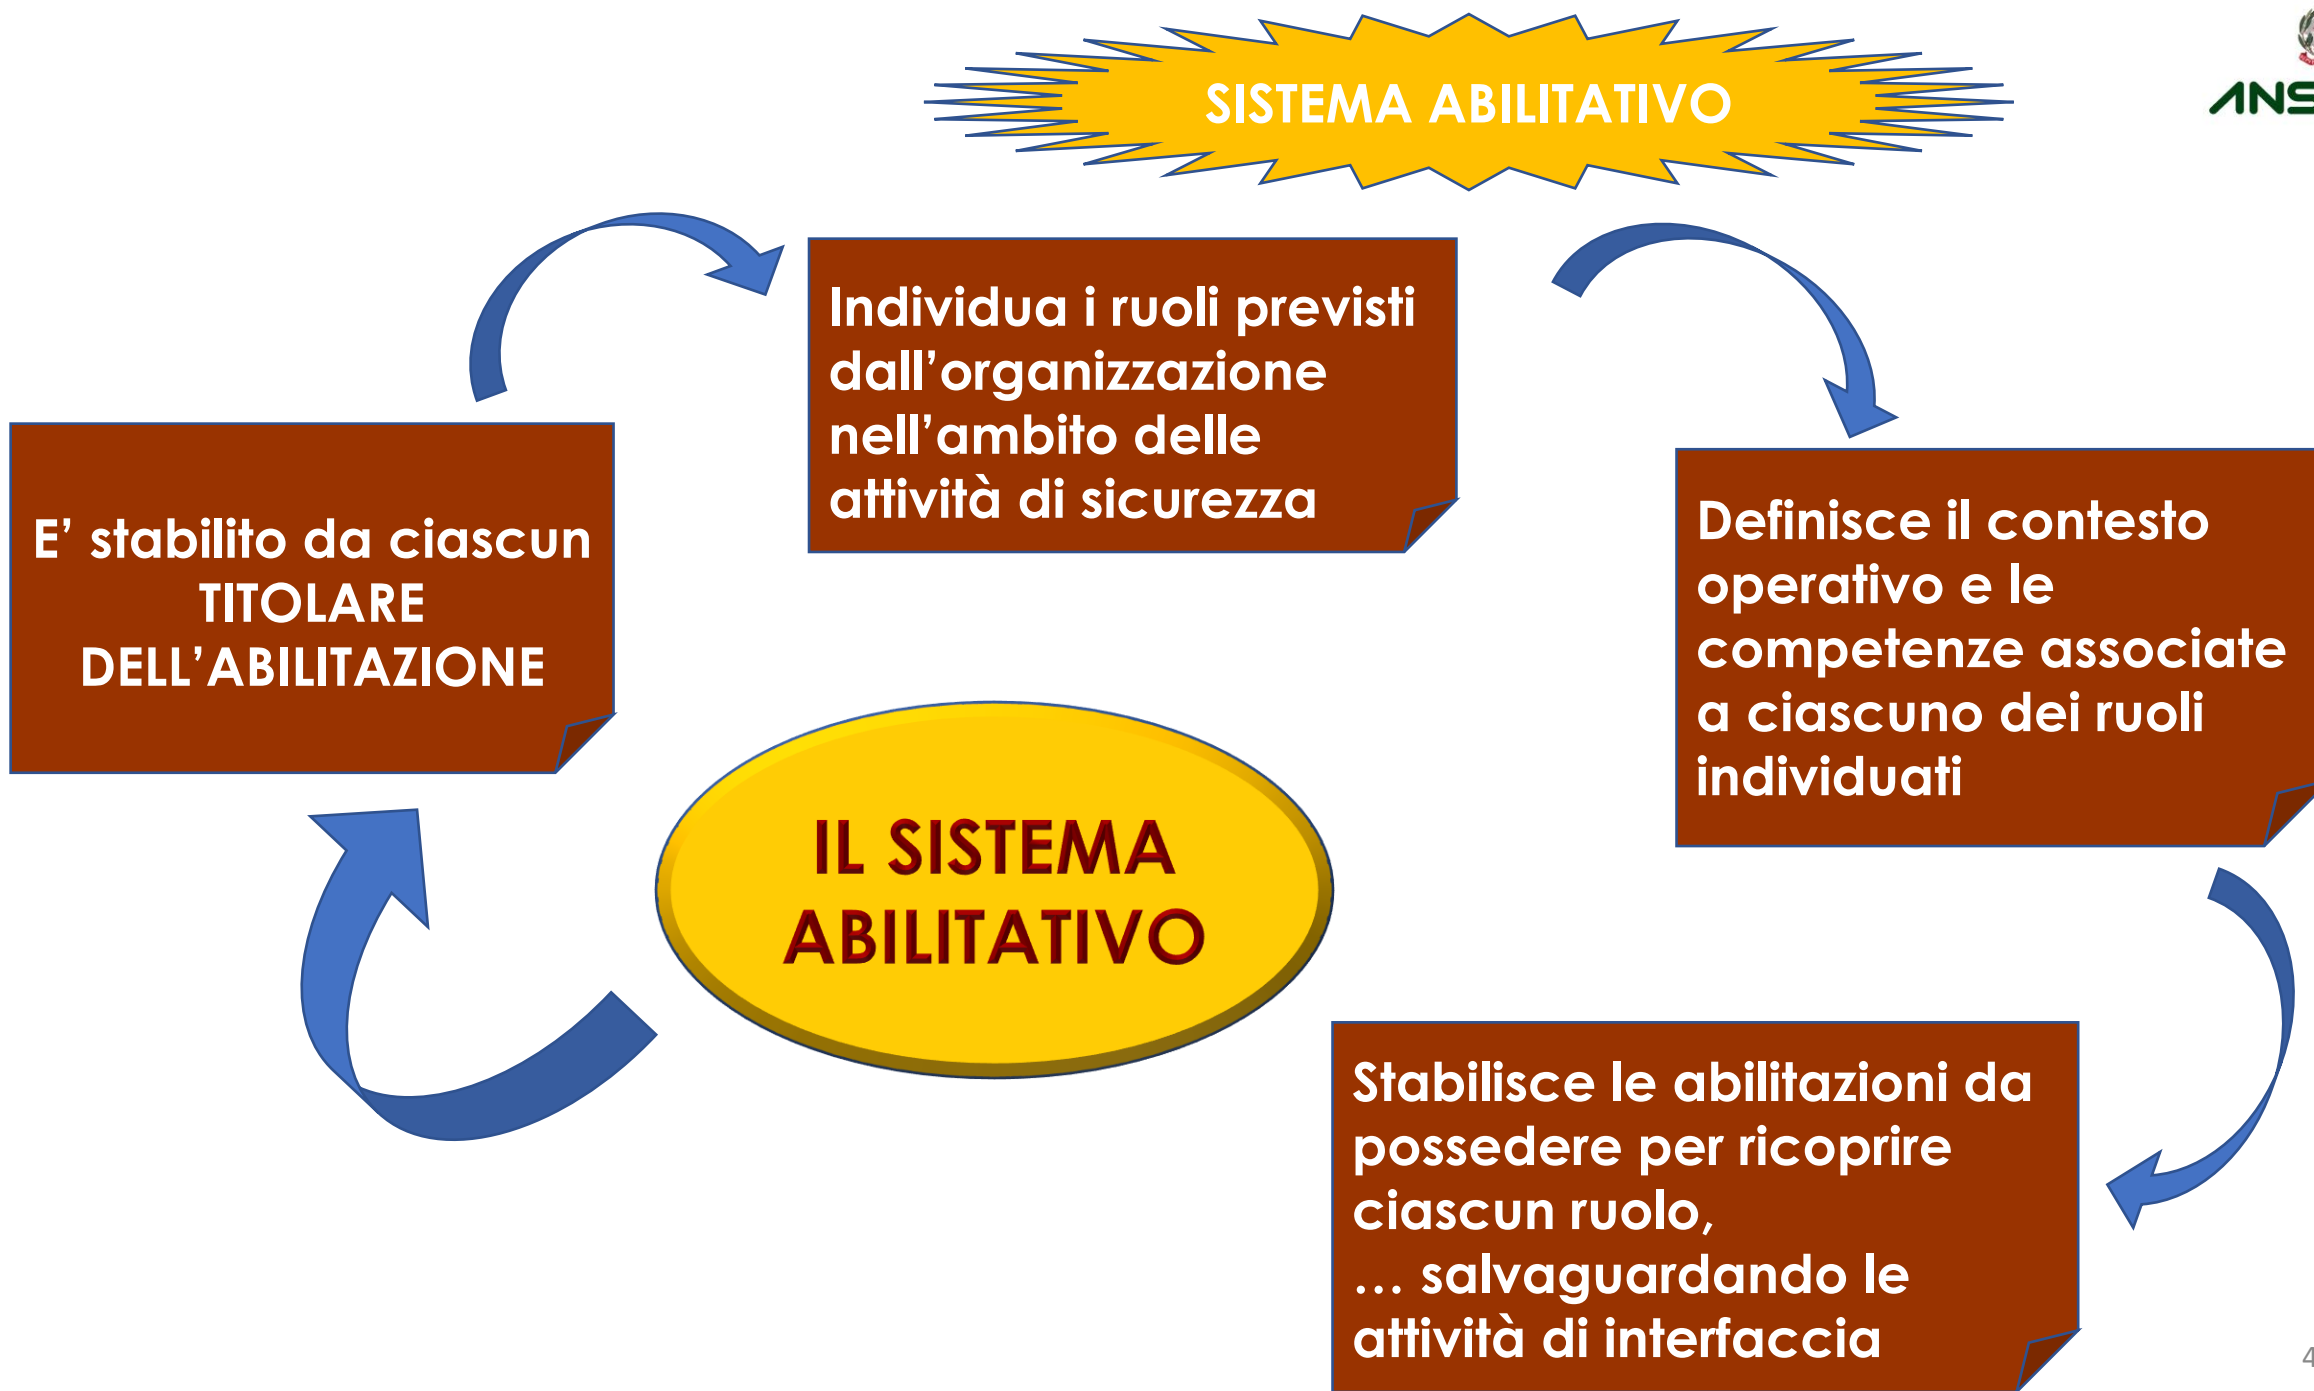 SISTEMA ABILITATIVO
Individua i ruoli previsti
dall’organizzazione
nell’ambito delle
attività di sicurezza
E’ stabilito da ciascun
TITOLARE
DELL’ABILITAZIONE
Definisce il contesto
operativo e le
competenze associate
a ciascuno dei ruoli
individuati
IL SISTEMA
ABILITATIVO
Stabilisce le abilitazioni da
possedere per ricoprire
ciascun ruolo,
… salvaguardando le
attività di interfaccia